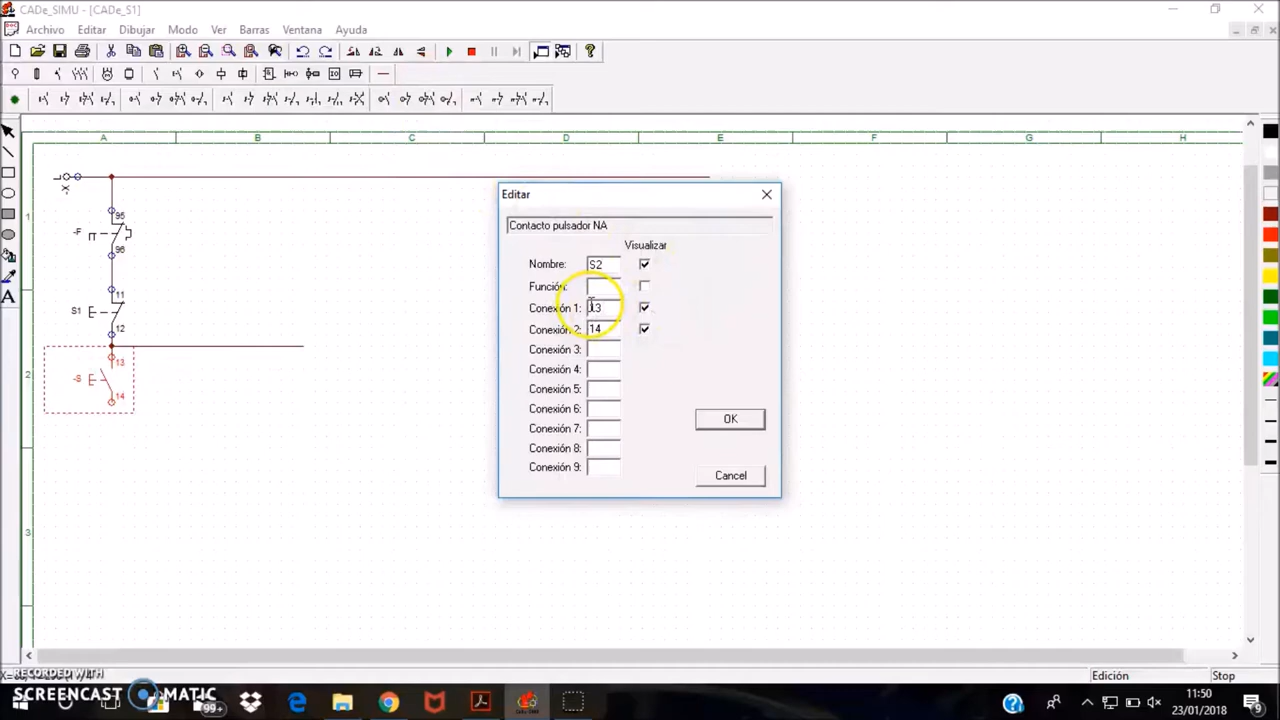 CADe_SIMU - [CADe_S1]
Archivo Editar Dibujar Modo Ver Barras Ventana Ayuda
A B C D E F G H
1
2
3
95
-F
96
11
S1
12
13
-S
14
Editar
Contacto pulsador NA
Visualizar
Nombre: S2
Función:
Conexión 1: 13
Conexión 2: 14
Conexión 3:
Conexión 4:
Conexión 5:
Conexión 6:
Conexión 7:
Conexión 8:
Conexión 9:
OK
Cancel
Edición Stop
RECORDED WITH
SCREENCAST MATIC
99+
11:50
23/01/2018
9